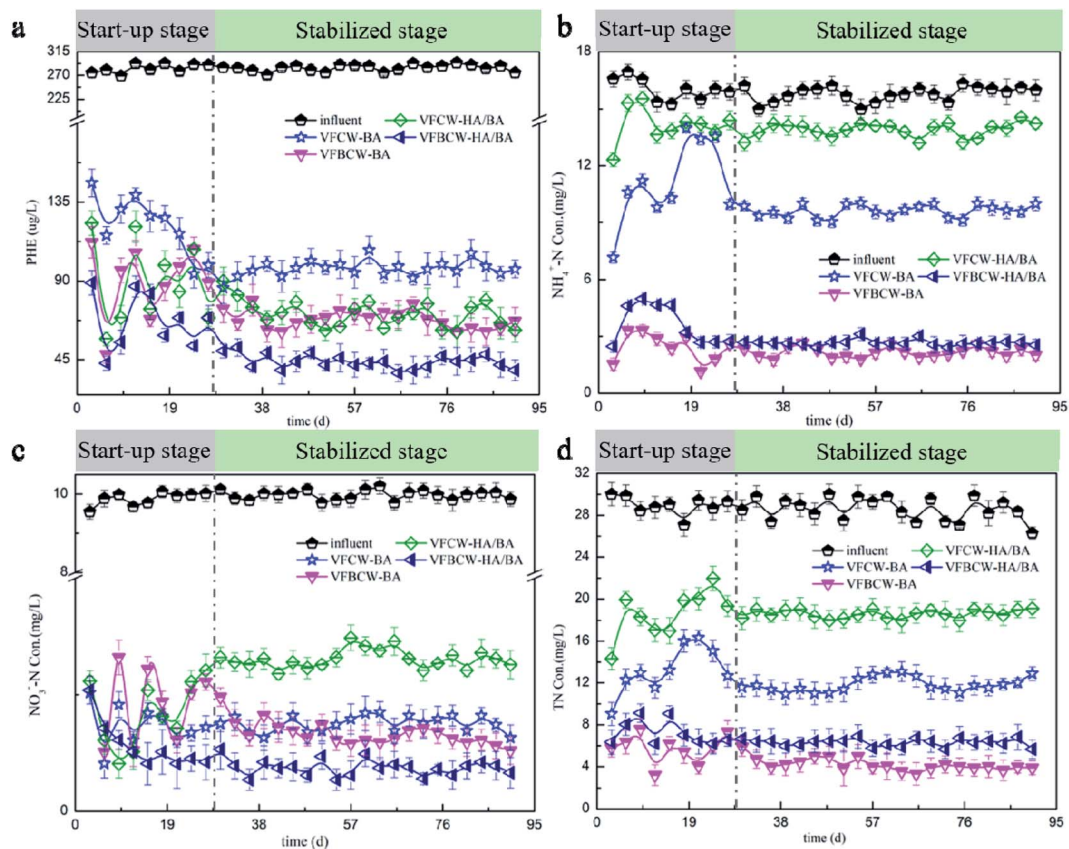 a
Start-up stage
Stabilized stage
315
270
225
135
90
45
PHE (ug/L)
influent VFCW-HA/BA
VFCW-BA VFBCW-HA/BA
VFBCW-BA
0 19 38 57 76 95
time (d)
b
Start-up stage
Stabilized stage
18
12
6
0
NH₄⁺-N Con.(mg/L)
influent VFCW-HA/BA
VFCW-BA VFBCW-HA/BA
VFBCW-BA
0 19 38 57 76 95
time (d)
c
Start-up stage
Stabilized stage
10
8
0
NO₃⁻-N Con.(mg/L)
influent VFCW-HA/BA
VFCW-BA VFBCW-HA/BA
VFBCW-BA
0 19 38 57 76 95
time (d)
d
Start-up stage
Stabilized stage
32
28
24
20
16
12
8
4
0
TN Con.(mg/L)
influent VFCW-HA/BA
VFCW-BA VFBCW-HA/BA
VFBCW-BA
0 19 38 57 76 95
time (d)